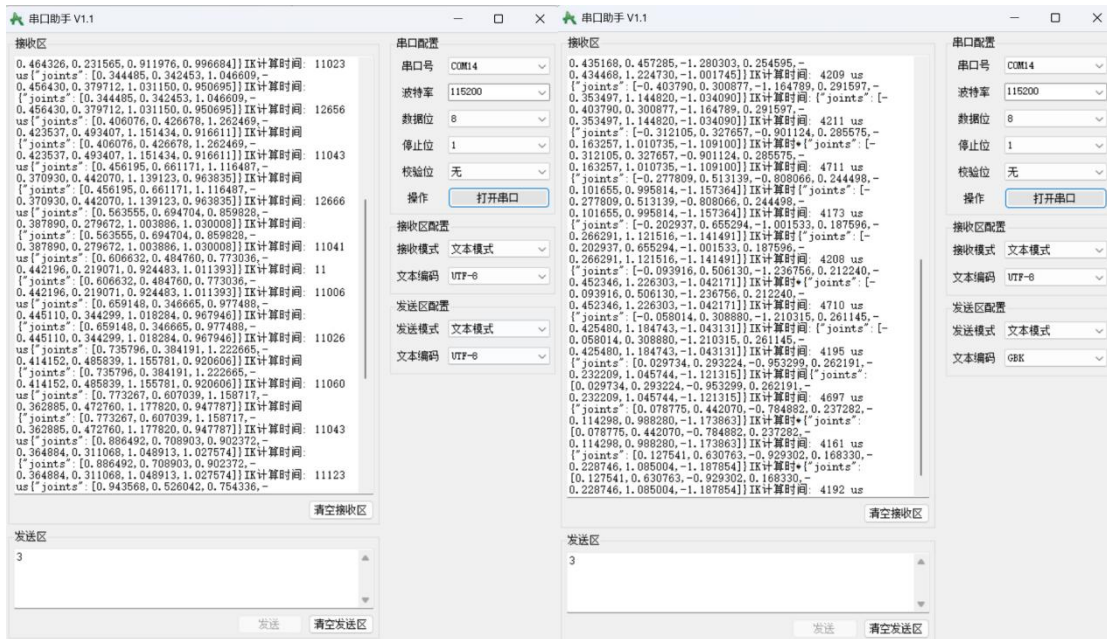 串口助手 V1.1
接收区
0.464326,0.231565,0.911976,0.996684]}IK计算时间: 11023
us{"joints": [0.344485,0.342453,1.046609,-
0.456430,0.379712,1.031150,0.950695]}IK计算时间:
{"joints": [0.344485,0.342453,1.046609,-
0.456430,0.379712,1.031150,0.950695]}IK计算时间: 12656
us{"joints": [0.406076,0.426678,1.262469,-
0.423537,0.493407,1.151434,0.916611]}IK计算时间
{"joints": [0.406076,0.426678,1.262469,-
0.423537,0.493407,1.151434,0.916611]}IK计算时间: 11043
us{"joints": [0.456195,0.661171,1.116487,-
0.370930,0.442070,1.139123,0.963835]}IK计算时间
{"joints": [0.456195,0.661171,1.116487,-
0.370930,0.442070,1.139123,0.963835]}IK计算时间: 12666
us{"joints": [0.563555,0.694704,0.859828,-
0.387890,0.279672,1.003886,1.030008]}IK计算时间
{"joints": [0.563555,0.694704,0.859828,-
0.387890,0.279672,1.003886,1.030008]}IK计算时间: 11041
us{"joints": [0.606632,0.484760,0.773036,-
0.442196,0.219071,0.924483,1.011393]}IK计算时间: 11
{"joints": [0.606632,0.484760,0.773036,-
0.442196,0.219071,0.924483,1.011393]}IK计算时间: 11006
us{"joints": [0.659148,0.346665,0.977488,-
0.445110,0.344299,1.018284,0.967946]}IK计算时间
{"joints": [0.659148,0.346665,0.977488,-
0.445110,0.344299,1.018284,0.967946]}IK计算时间: 11026
us{"joints": [0.735796,0.384191,1.222665,-
0.414152,0.485839,1.155781,0.920606]}IK计算时间
{"joints": [0.735796,0.384191,1.222665,-
0.414152,0.485839,1.155781,0.920606]}IK计算时间: 11060
us{"joints": [0.773267,0.607039,1.158717,-
0.362885,0.472760,1.177820,0.947787]}IK计算时间
{"joints": [0.773267,0.607039,1.158717,-
0.362885,0.472760,1.177820,0.947787]}IK计算时间: 11043
us{"joints": [0.886492,0.708903,0.902372,-
0.364884,0.311068,1.048913,1.027574]}IK计算时间
{"joints": [0.886492,0.708903,0.902372,-
0.364884,0.311068,1.048913,1.027574]}IK计算时间: 11123
us{"joints": [0.943568,0.526042,0.754336,-
清空接收区
发送区
3
发送
清空发送区
串口配置
串口号 COM14
波特率 115200
数据位 8
停止位 1
校验位 无
操作 打开串口
接收区配置
接收模式 文本模式
文本编码 UTF-8
发送区配置
发送模式 文本模式
文本编码 UTF-8
串口助手 V1.1
接收区
0.435168,0.457285,-1.280303,0.254595,-
0.434468,1.224730,-1.001745]}IK计算时间: 4209 us
{"joints": [-0.403790,0.300877,-1.164789,0.291597,-
0.353497,1.144820,-1.034090]}IK计算时间: {"joints": [-
0.403790,0.300877,-1.164789,0.291597,-
0.353497,1.144820,-1.034090]}IK计算时间: 4211 us
{"joints": [-0.312105,0.327657,-0.901124,0.285575,-
0.163257,1.010735,-1.109100]}IK计算时�{"joints": [-
0.312105,0.327657,-0.901124,0.285575,-
0.163257,1.010735,-1.109100]}IK计算时间: 4711 us
{"joints": [-0.277809,0.513139,-0.808066,0.244498,-
0.101655,0.995814,-1.157364]}IK计算时{"joints": [-
0.277809,0.513139,-0.808066,0.244498,-
0.101655,0.995814,-1.157364]}IK计算时间: 4173 us
{"joints": [-0.202937,0.655294,-1.001533,0.187596,-
0.266291,1.121516,-1.141491]}IK计算时{"joints": [-
0.202937,0.655294,-1.001533,0.187596,-
0.266291,1.121516,-1.141491]}IK计算时间: 4208 us
{"joints": [-0.093916,0.506130,-1.236756,0.212240,-
0.452346,1.226303,-1.042171]}IK计算时�{"joints": [-
0.093916,0.506130,-1.236756,0.212240,-
0.452346,1.226303,-1.042171]}IK计算时间: 4710 us
{"joints": [-0.058014,0.308880,-1.210315,0.261145,-
0.425480,1.184743,-1.043131]}IK计算时间: {"joints": [-
0.058014,0.308880,-1.210315,0.261145,-
0.425480,1.184743,-1.043131]}IK计算时间: 4195 us
{"joints": [0.029734,0.293224,-0.953299,0.262191,-
0.232209,1.045744,-1.121315]}IK计算时间{"joints":
[0.029734,0.293224,-0.953299,0.262191,-
0.232209,1.045744,-1.121315]}IK计算时间: 4697 us
{"joints": [0.078775,0.442070,-0.784882,0.237282,-
0.114298,0.988280,-1.173863]}IK计算时�{"joints":
[0.078775,0.442070,-0.784882,0.237282,-
0.114298,0.988280,-1.173863]}IK计算时间: 4161 us
{"joints": [0.127541,0.630763,-0.929302,0.168330,-
0.228746,1.085004,-1.187854]}IK计算时�{"joints":
[0.127541,0.630763,-0.929302,0.168330,-
0.228746,1.085004,-1.187854]}IK计算时间: 4192 us
清空接收区
发送区
3
发送
清空发送区
串口配置
串口号 COM14
波特率 115200
数据位 8
停止位 1
校验位 无
操作 打开串口
接收区配置
接收模式 文本模式
文本编码 UTF-8
发送区配置
发送模式 文本模式
文本编码 GBK